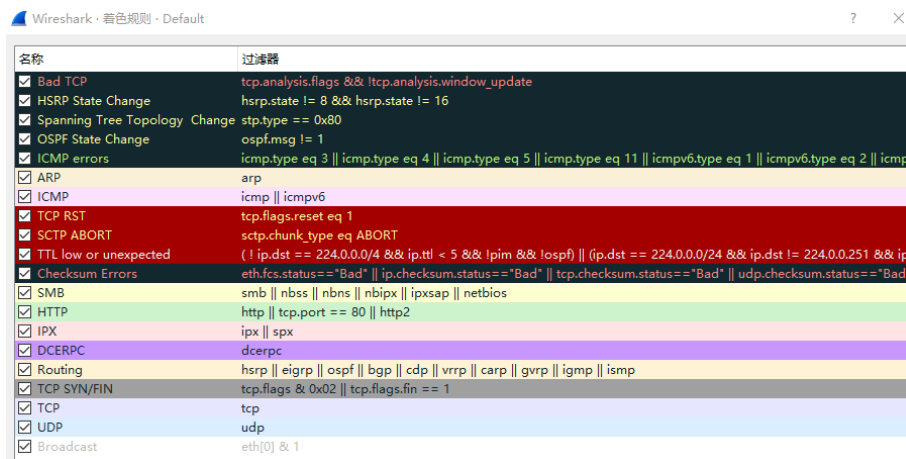 Wireshark · 着色规则 · Default
名称 过滤器
Bad TCP tcp.analysis.flags && !tcp.analysis.window_update
HSRP State Change hsrp.state != 8 && hsrp.state != 16
Spanning Tree Topology Change stp.type == 0x80
OSPF State Change ospf.msg != 1
ICMP errors icmp.type eq 3 || icmp.type eq 4 || icmp.type eq 5 || icmp.type eq 11 || icmpv6.type eq 1 || icmpv6.type eq 2 || icmp
ARP arp
ICMP icmp || icmpv6
TCP RST tcp.flags.reset eq 1
SCTP ABORT sctp.chunk_type eq ABORT
TTL low or unexpected ( ! ip.dst == 224.0.0.0/4 && ip.ttl < 5 && !pim && !ospf) || (ip.dst == 224.0.0.0/24 && ip.dst != 224.0.0.251 && ip
Checksum Errors eth.fcs.status=="Bad" || ip.checksum.status=="Bad" || tcp.checksum.status=="Bad" || udp.checksum.status=="Bad
SMB smb || nbss || nbns || nbipx || ipxsap || netbios
HTTP http || tcp.port == 80 || http2
IPX ipx || spx
DCERPC dcerpc
Routing hsrp || eigrp || ospf || bgp || cdp || vrrp || carp || gvrp || igmp || ismp
TCP SYN/FIN tcp.flags & 0x02 || tcp.flags.fin == 1
TCP tcp
UDP udp
Broadcast eth[0] & 1